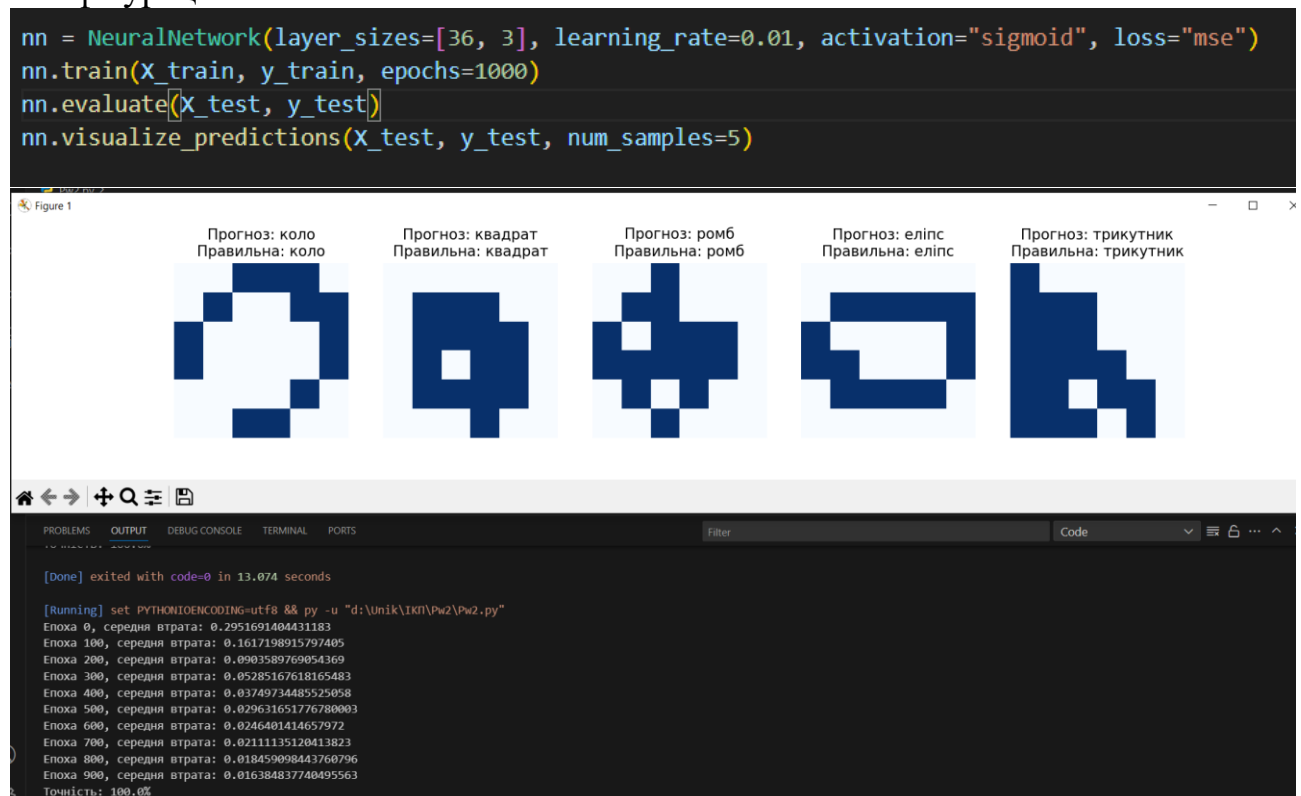 nn = NeuralNetwork(layer_sizes=[36, 3], learning_rate=0.01, activation="sigmoid", loss="mse")
nn.train(X_train, y_train, epochs=1000)
nn.evaluate(X_test, y_test)
nn.visualize_predictions(X_test, y_test, num_samples=5)
Figure 1
Прогноз: коло
Правильна: коло
Прогноз: квадрат
Правильна: квадрат
Прогноз: ромб
Правильна: ромб
Прогноз: еліпс
Правильна: еліпс
Прогноз: трикутник
Правильна: трикутник
PROBLEMS OUTPUT DEBUG CONSOLE TERMINAL PORTS Filter Code
[Done] exited with code=0 in 13.074 seconds
[Running] set PYTHONIOENCODING=utf8 && py -u "d:\Unik\ІКП\Pw2\Pw2.py"
Епоха 0, середня втрата: 0.2951691404431183
Епоха 100, середня втрата: 0.1617198915797405
Епоха 200, середня втрата: 0.0903589769054369
Епоха 300, середня втрата: 0.05285167618165483
Епоха 400, середня втрата: 0.03749734485525058
Епоха 500, середня втрата: 0.029631651776780003
Епоха 600, середня втрата: 0.0246401414657972
Епоха 700, середня втрата: 0.02111135120413823
Епоха 800, середня втрата: 0.018459098443760796
Епоха 900, середня втрата: 0.016384837740495563
Точність: 100.0%